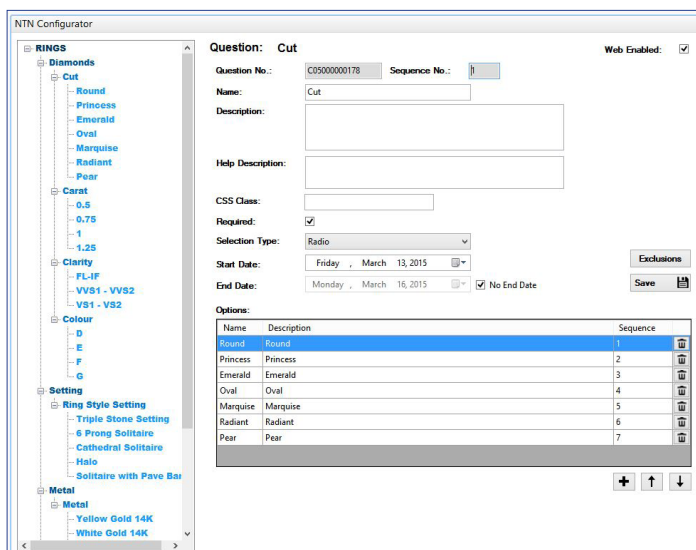 NTN Configurator
RINGS
Diamonds
Cut
Round
Princess
Emerald
Oval
Marquise
Radiant
Pear
Carat
0.5
0.75
1
1.25
Clarity
FL-IF
VVS1 - VVS2
VS1 - VS2
Colour
D
E
F
G
Setting
Ring Style Setting
Triple Stone Setting
6 Prong Solitaire
Cathedral Solitaire
Halo
Solitaire with Pave Bar
Metal
Metal
Yellow Gold 14K
White Gold 14K
Question: Cut
Web Enabled:
Question No.: C0500000178 Sequence No.: 1
Name: Cut
Description:
Help Description:
CSS Class:
Required:
Selection Type: Radio
Start Date: Friday , March 13, 2015
End Date: Monday , March 16, 2015 No End Date
Exclusions
Save
Options:
Name Description Sequence
Round Round 1
Princess Princess 2
Emerald Emerald 3
Oval Oval 4
Marquise Marquise 5
Radiant Radiant 6
Pear Pear 7